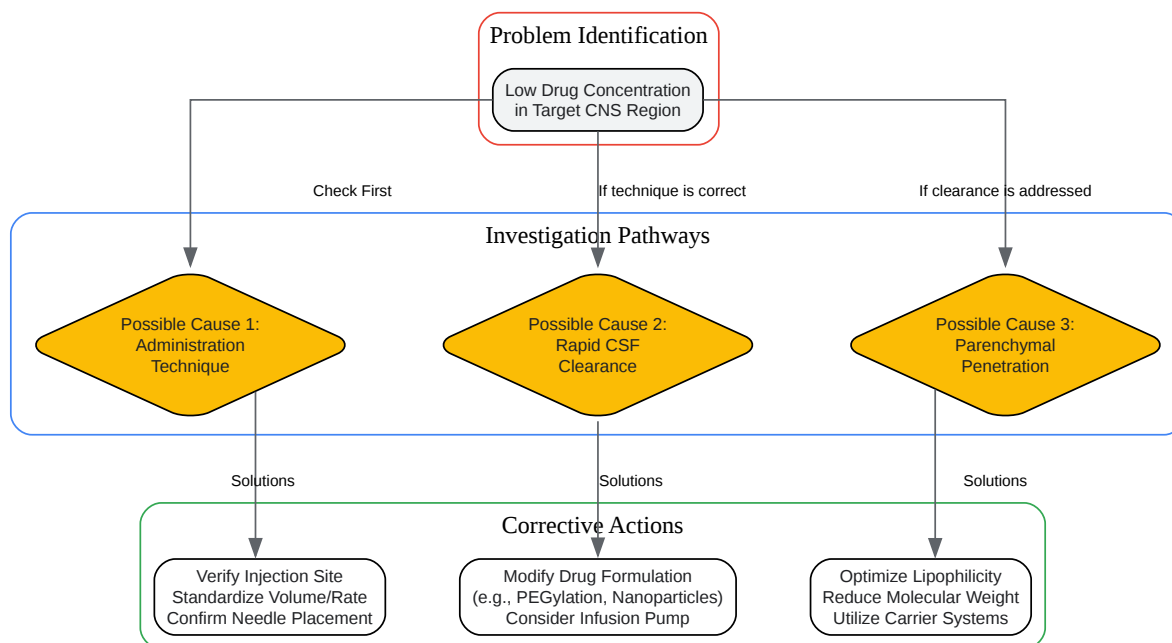 Problem Identification
Low Drug Concentration
in Target CNS Region
Check First
If technique is correct
If clearance is addressed
Investigation Pathways
Possible Cause 1:
Administration
Technique
Possible Cause 2:
Rapid CSF
Clearance
Possible Cause 3:
Parenchymal
Penetration
Solutions
Solutions
Solutions
Corrective Actions
Verify Injection Site
Standardize Volume/Rate
Confirm Needle Placement
Modify Drug Formulation
(e.g., PEGylation, Nanoparticles)
Consider Infusion Pump
Optimize Lipophilicity
Reduce Molecular Weight
Utilize Carrier Systems